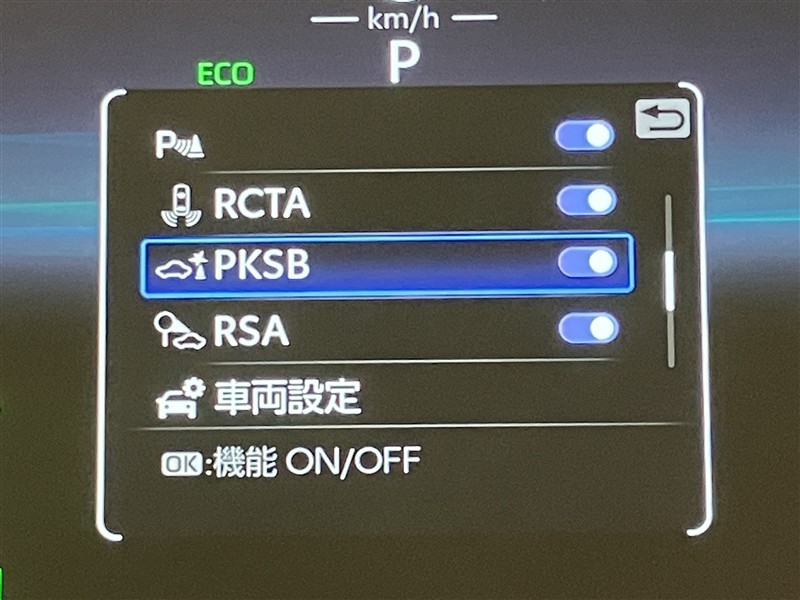 km/h
P
ECO
P
RCTA
PKSB
RSA
車両設定
OK:機能 ON/OFF